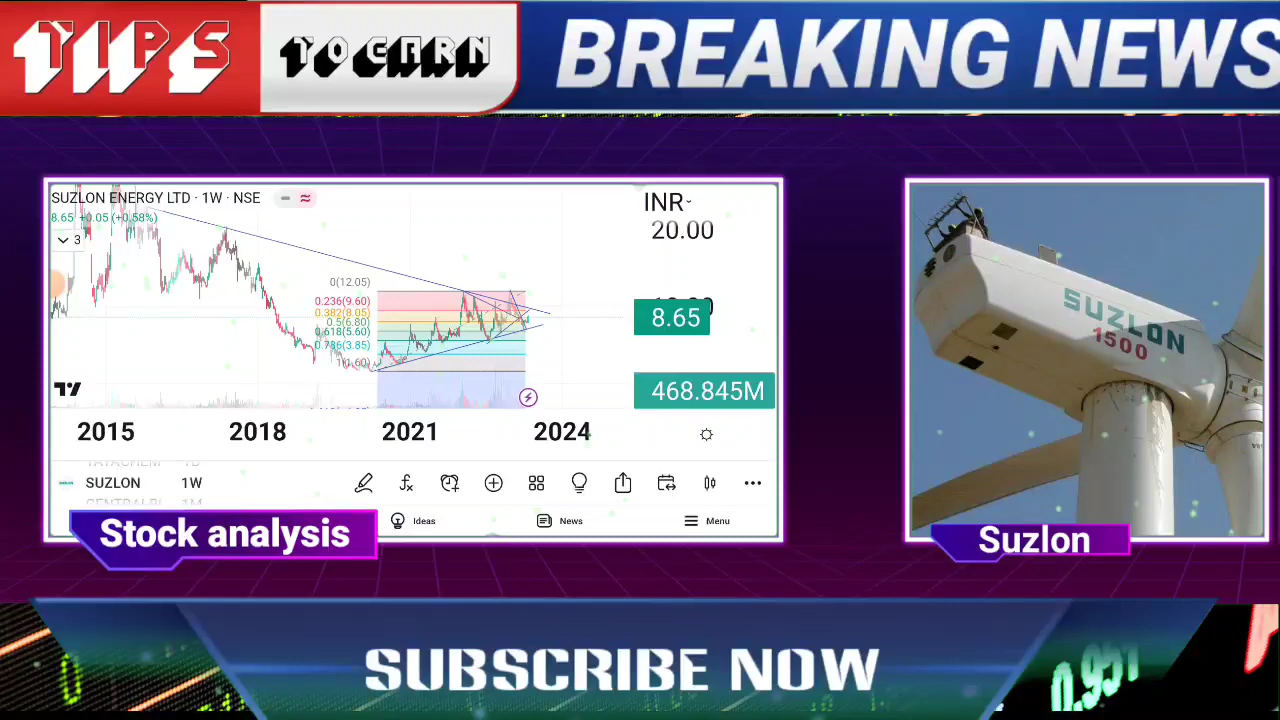 TIPS
TO EARN
BREAKING NEWS
SUZLON ENERGY LTD · 1W · NSE
8.65 +0.05 (+0.58%)
3
INR
20.00
0(12.05)
0.236(9.60)
0.382(8.05)
0.5(6.80)
0.618(5.60)
0.786(3.85)
1(1.60)
8.65
468.845M
2015
2018
2021
2024
SUZLON 1W
Ideas
News
Menu
Stock analysis
SUZLON
1500
Suzlon
SUBSCRIBE NOW
0.951